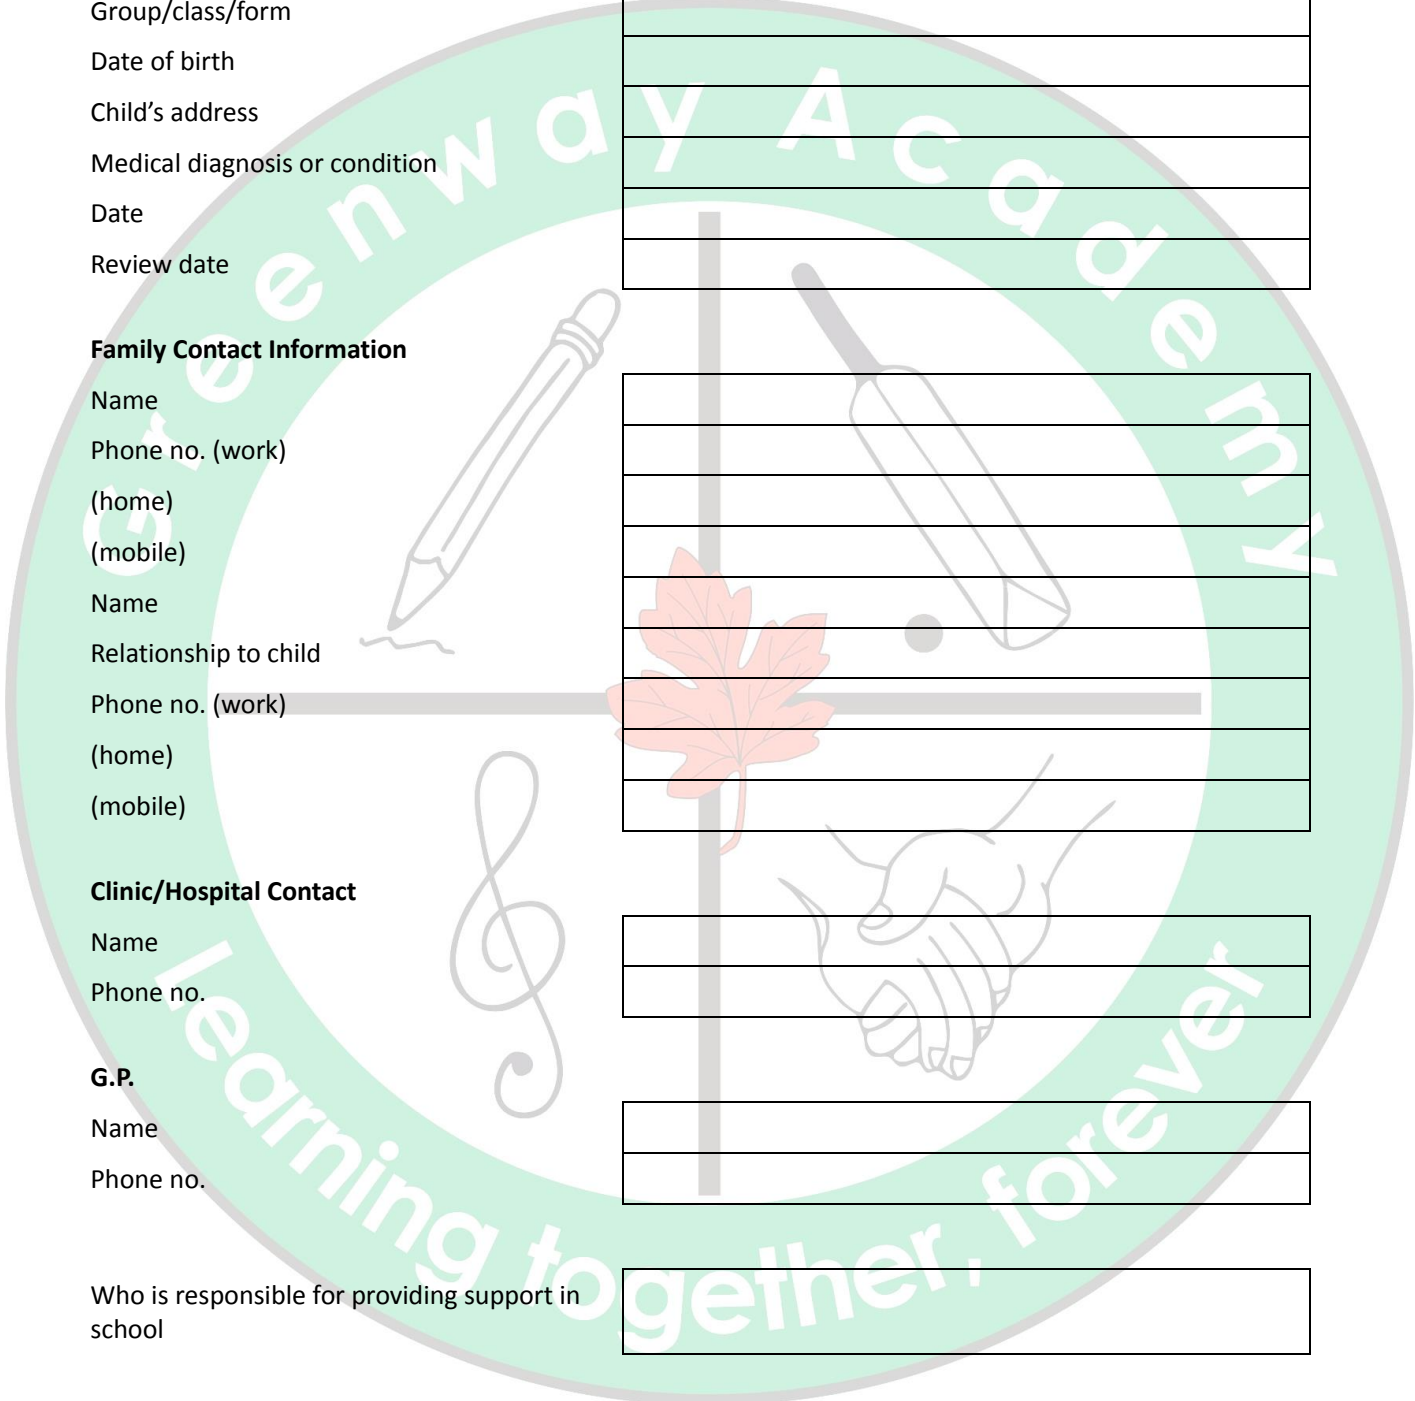 Group/class/form
Date of birth
Child's address
Medical diagnosis or condition
Date
Review date
Family Contact Information
Name
Phone no. (work)
(home)
(mobile)
Name
Relationship to child
Phone no. (work)
(home)
(mobile)
Clinic/Hospital Contact
Name
Phone no.
G.P.
Name
Phone no.
Who is responsible for providing support in
school
Greenway Academy
learning together, forever